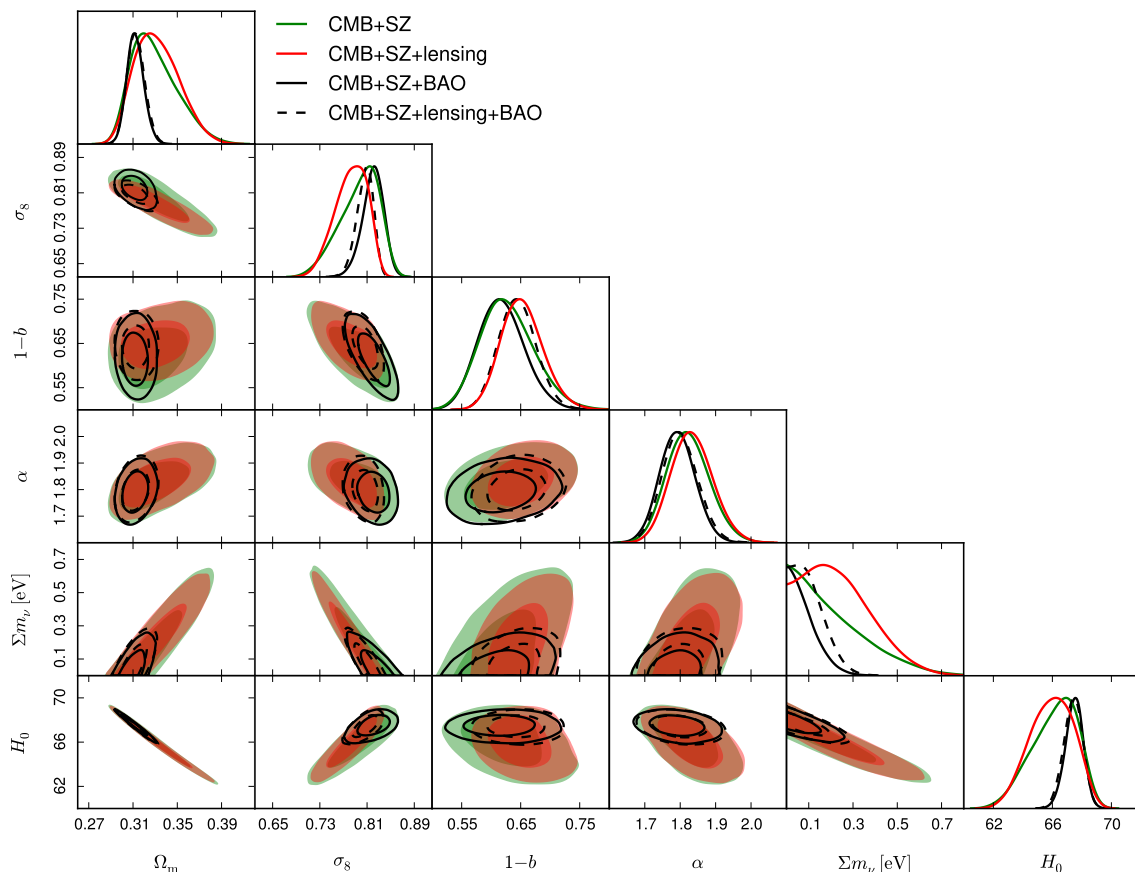 CMB+SZ
CMB+SZ+lensing
CMB+SZ+BAO
CMB+SZ+lensing+BAO
0.89
0.81
0.73
0.65
σ₈
0.75
0.65
0.55
1−b
2.0
1.9
1.8
1.7
α
0.7
0.5
0.3
0.1
Σm_ν [eV]
70
66
62
H₀
0.27 0.31 0.35 0.39 0.65 0.73 0.81 0.89 0.55 0.65 0.75 1.7 1.8 1.9 2.0 0.1 0.3 0.5 0.7 62 66 70
Ω_m σ₈ 1−b α Σm_ν [eV] H₀